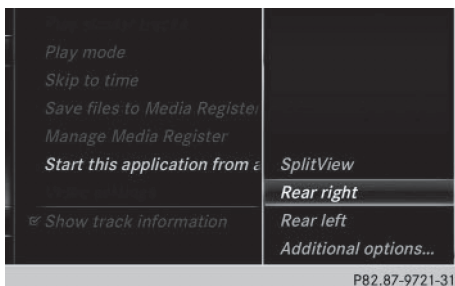 Play mode
Skip to time
Save files to Media Register
Manage Media Register
Start this application from a
SplitView
Rear right
Show track information
Rear left
Additional options...
P82.87-9721-31